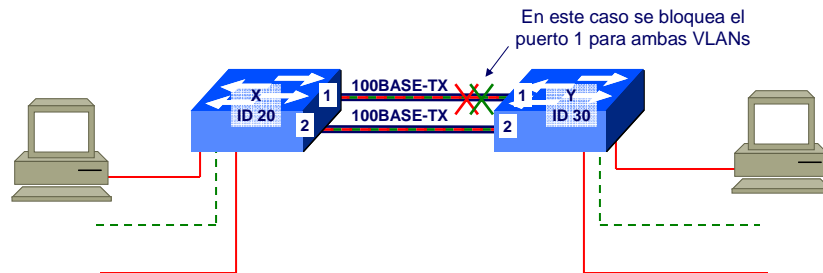 En este caso se bloquea el
puerto 1 para ambas VLANs
100BASE-TX
X
1
1
Y
ID 20
100BASE-TX
ID 30
2
2